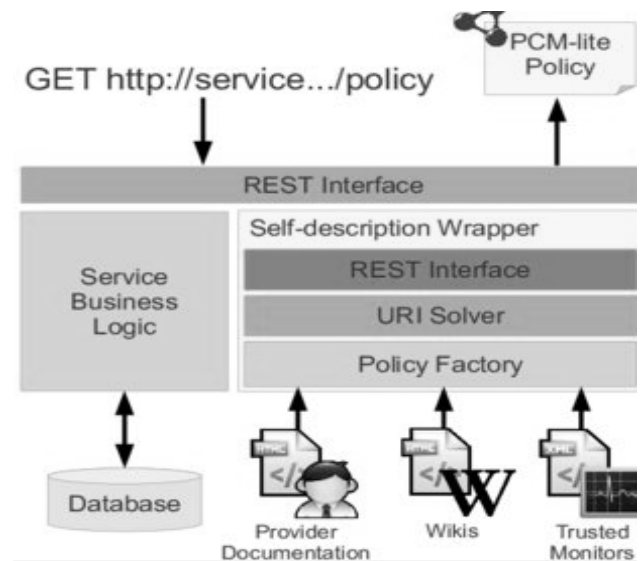 PCM-lite
Policy
GET http://service.../policy
REST Interface
Self-description Wrapper
Service
Business
Logic
REST Interface
URI Solver
Policy Factory
</>
</>
</>
W
Database
Provider
Documentation
Wikis
Trusted
Monitors